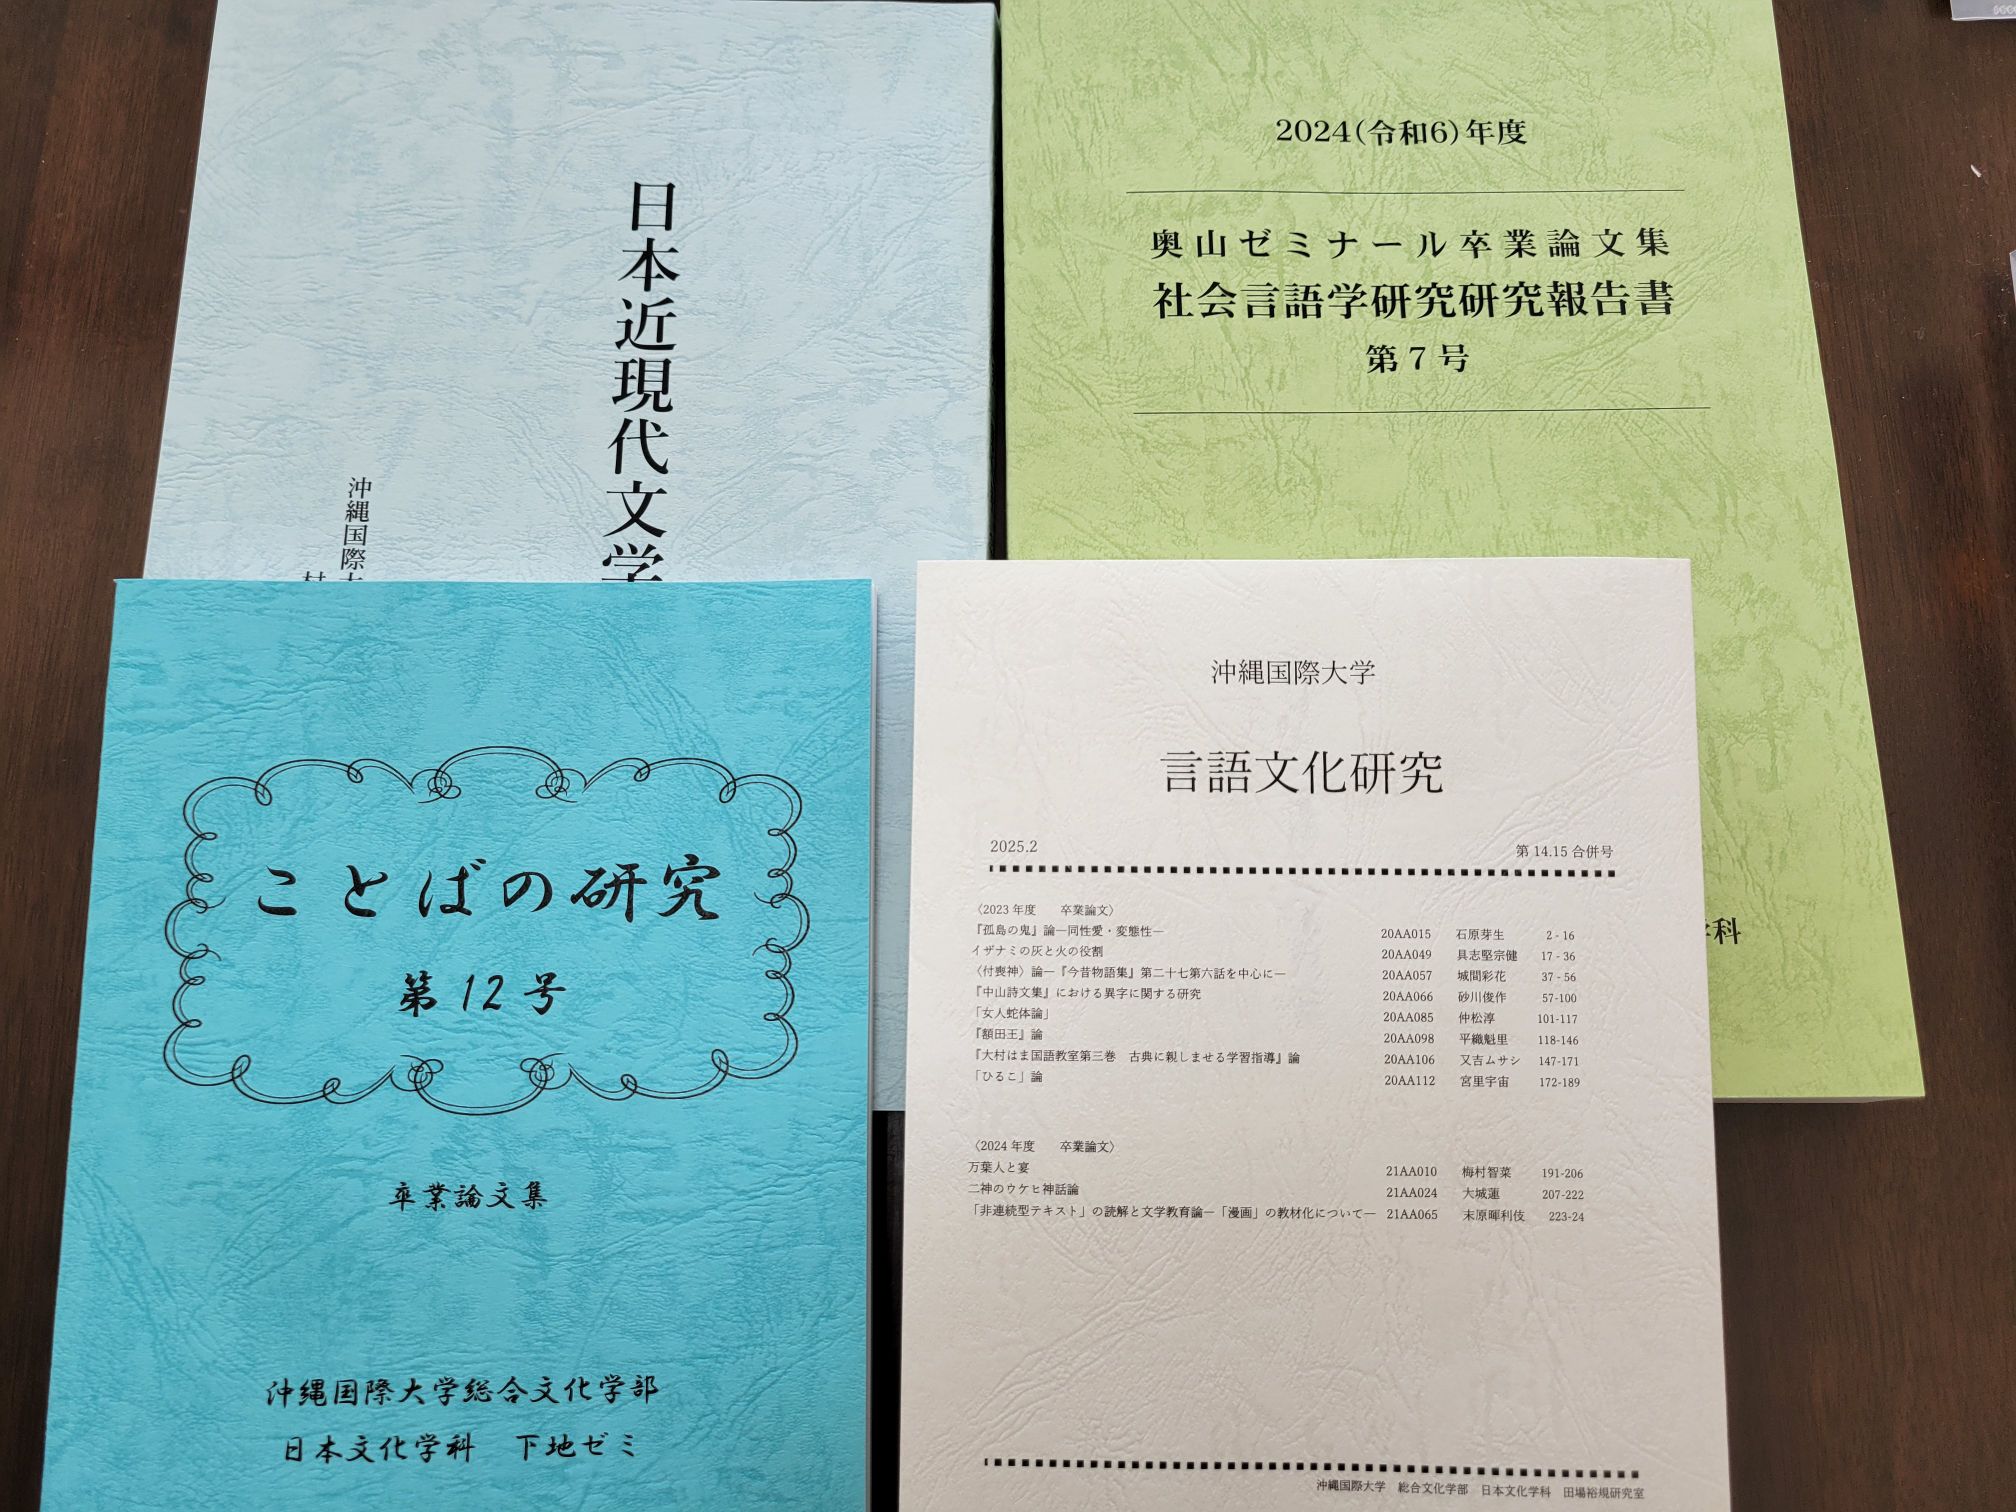 日本近現代文学
沖縄国際大
村
2024(令和6)年度
奥山ゼミナール卒業論文集
社会言語学研究研究報告書
第7号
学科
ことばの研究
第12号
卒業論文集
沖縄国際大学総合文化学部
日本文化学科　下地ゼミ
沖縄国際大学
言語文化研究
2025.2　第14.15合併号
〈2023年度　卒業論文〉
『孤島の鬼』論―同性愛・変態性―　20AA015　石原芽生　2-16
イザナミの灰と火の役割　20AA049　具志堅宗健　17-36
〈付喪神〉論―『今昔物語集』第二十七第六話を中心に―　20AA057　城間彩花　37-56
『中山詩文集』における異字に関する研究　20AA066　砂川俊作　57-100
「女人蛇体論」　20AA085　仲松淳　101-117
『額田王』論　20AA098　平織魁里　118-146
『大村はま国語教室第三巻　古典に親しませる学習指導』論　20AA106　又吉ムサシ　147-171
「ひるこ」論　20AA112　宮里宇宙　172-189
〈2024年度　卒業論文〉
万葉人と宴　21AA010　梅村智菜　191-206
二神のウケヒ神話論　21AA024　大城蓮　207-222
「非連続型テキスト」の読解と文学教育論―「漫画」の教材化について―　21AA065　末原暉利伎　223-24
沖縄国際大学　総合文化学部　日本文化学科　田場裕規研究室